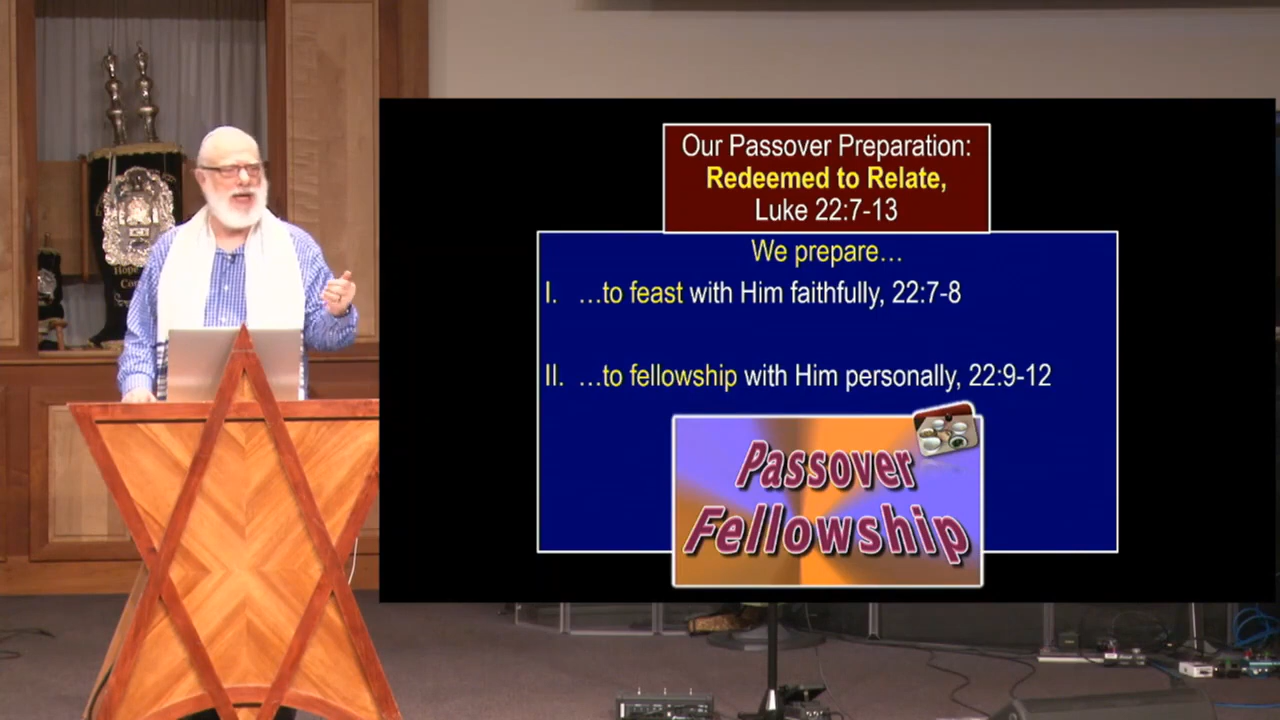 Hope
Our Passover Preparation:
Redeemed to Relate,
Luke 22:7-13
We prepare…
I. …to feast with Him faithfully, 22:7-8
II. …to fellowship with Him personally, 22:9-12
Passover
Fellowship